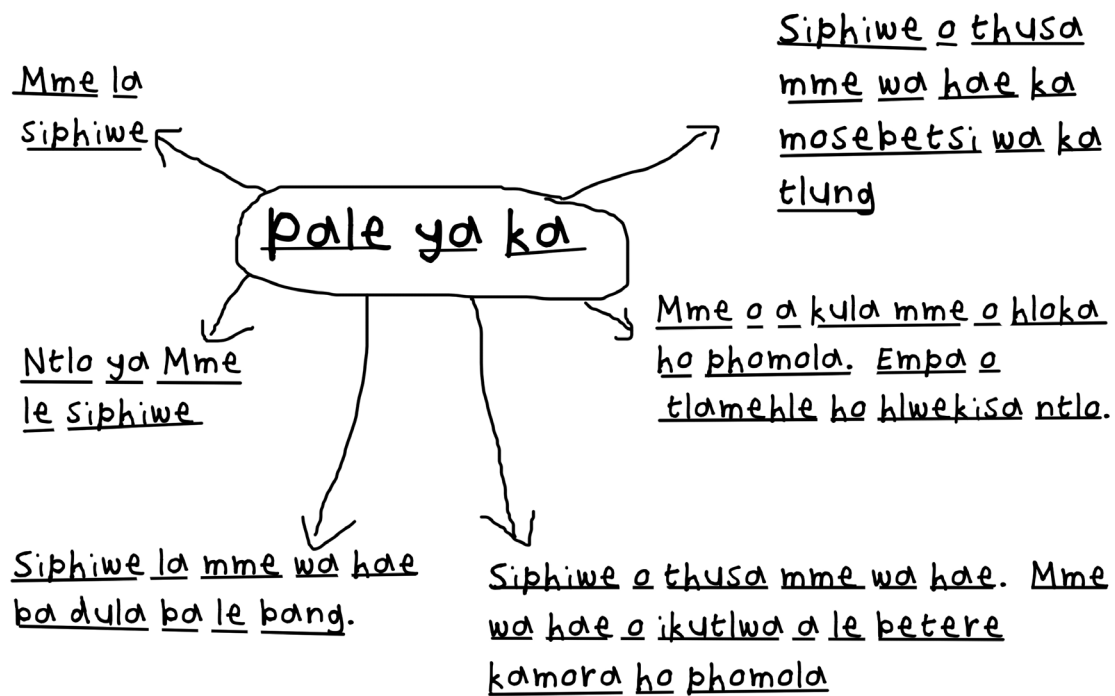 Mme la
siphiwe
Siphiwe o thusa
mme wa hae ka
mosebetsi wa ka
tlung
pale ya ka
Ntlo ya Mme
le siphiwe
Mme o a kula mme o hloka
ho phomola. Empa o
tlamehle ho hlwekisa ntlo.
Siphiwe la mme wa hae
ba dula ba le bang.
Siphiwe o thusa mme wa hae. Mme
wa hae o ikutlwa a le betere
kamora ho phomola